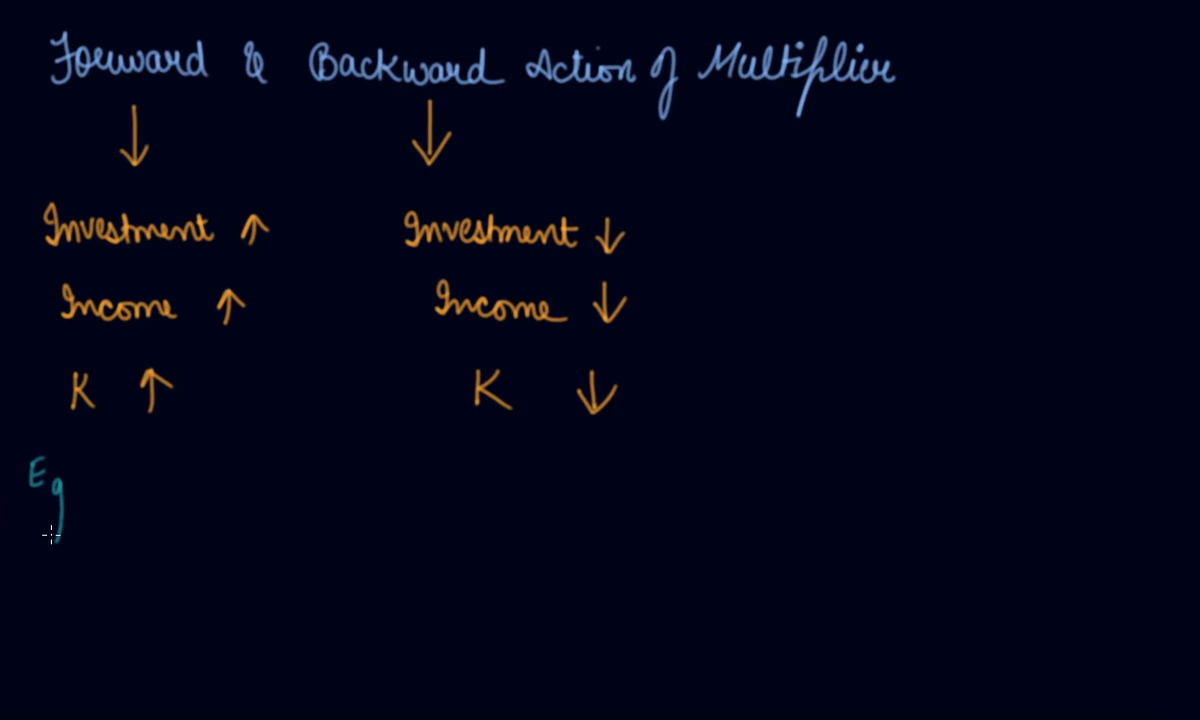 Forward & Backward Action of Multiplier
↓ ↓
Investment ↑ Investment ↓
Income ↑ Income ↓
K ↑ K ↓
Eg